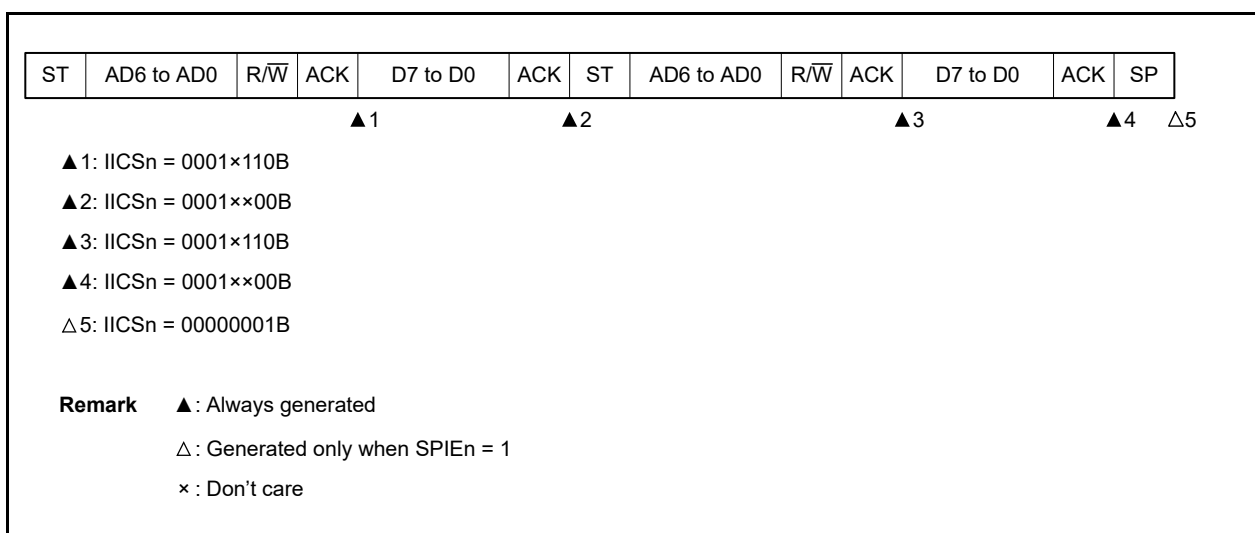 ST AD6 to AD0 R/W̅ ACK D7 to D0 ACK ST AD6 to AD0 R/W̅ ACK D7 to D0 ACK SP
▲1 ▲2 ▲3 ▲4 △5
▲1: IICSn = 0001×110B
▲2: IICSn = 0001××00B
▲3: IICSn = 0001×110B
▲4: IICSn = 0001××00B
△5: IICSn = 00000001B
Remark ▲: Always generated
△: Generated only when SPIEn = 1
× : Don’t care